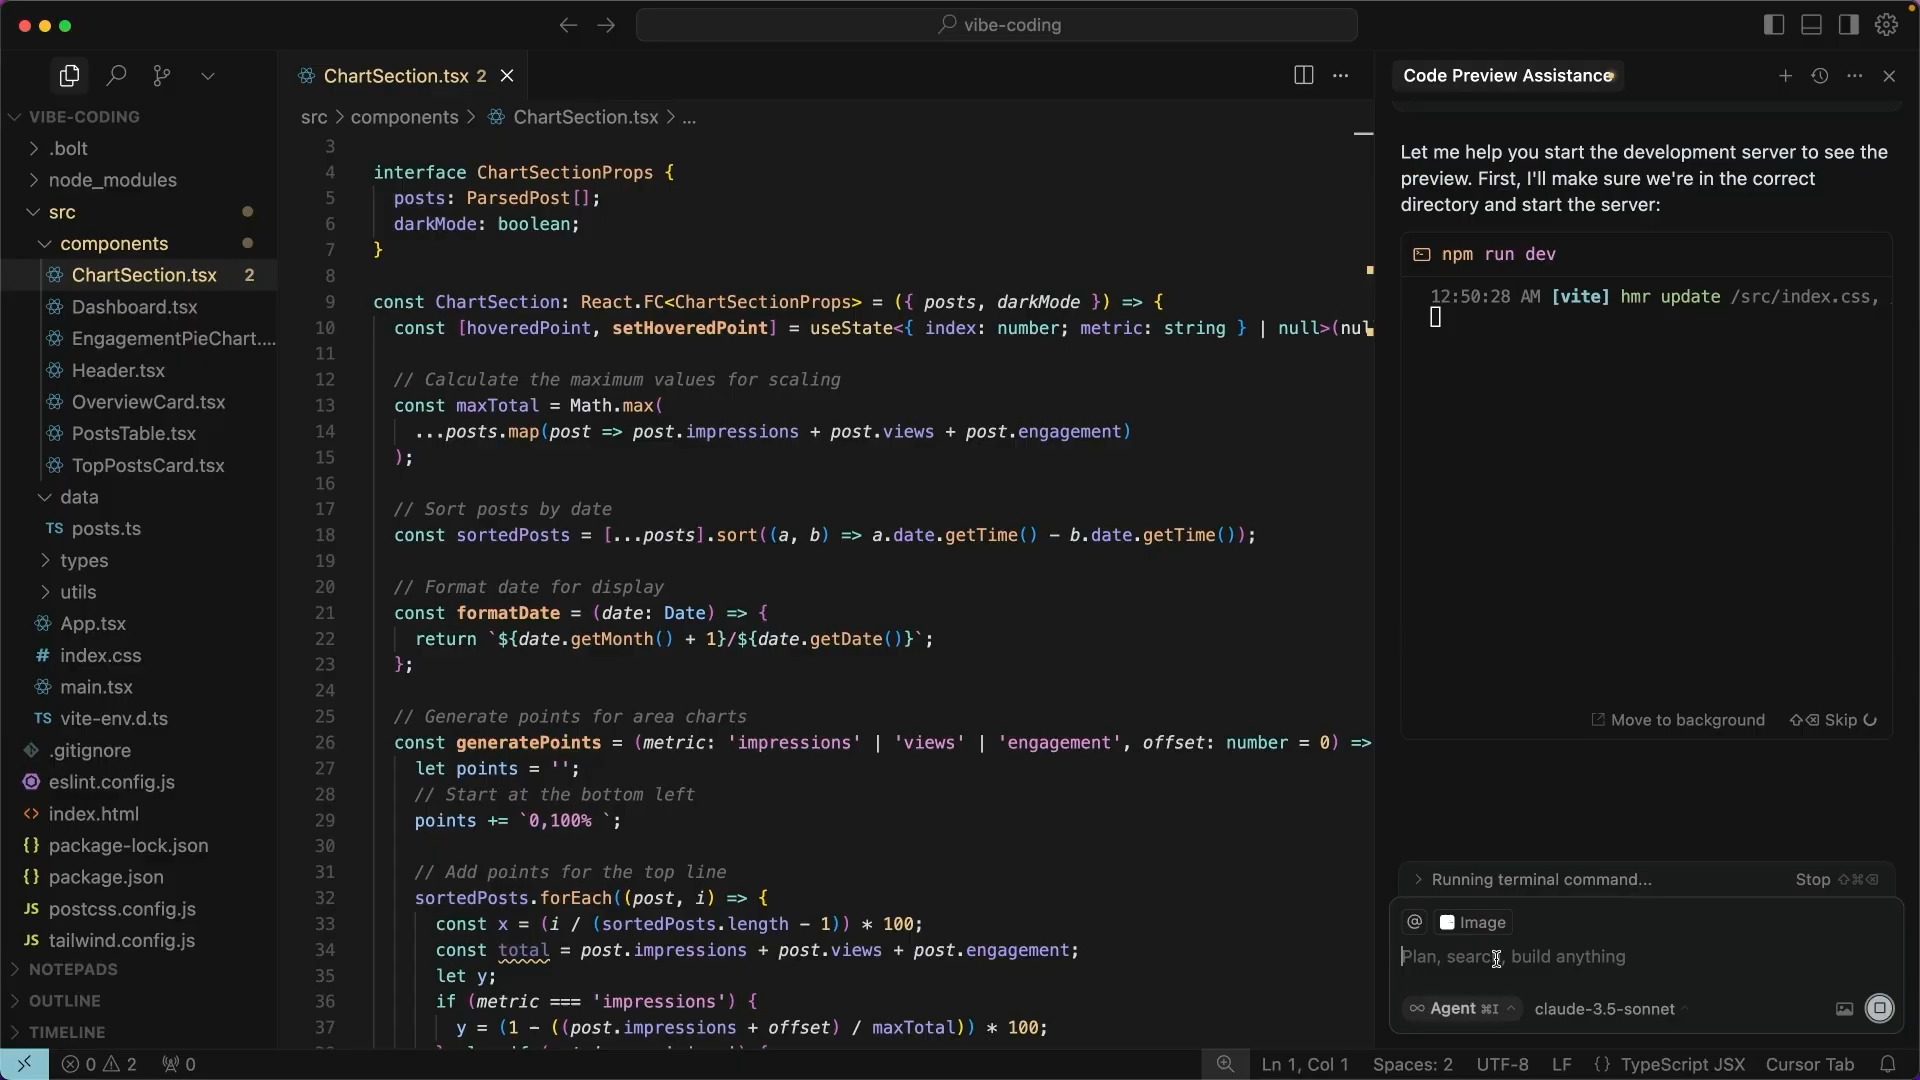 vibe-coding
ChartSection.tsx 2
Code Preview Assistance
VIBE-CODING
.bolt
node_modules
src
components
ChartSection.tsx 2
Dashboard.tsx
EngagementPieChart....
Header.tsx
OverviewCard.tsx
PostsTable.tsx
TopPostsCard.tsx
data
TS posts.ts
types
utils
App.tsx
# index.css
main.tsx
TS vite-env.d.ts
.gitignore
eslint.config.js
<> index.html
{} package-lock.json
{} package.json
JS postcss.config.js
JS tailwind.config.js
NOTEPADS
OUTLINE
TIMELINE
src > components > ChartSection.tsx > ...
3
4 interface ChartSectionProps {
5 posts: ParsedPost[];
6 darkMode: boolean;
7 }
8
9 const ChartSection: React.FC<ChartSectionProps> = ({ posts, darkMode }) => {
10 const [hoveredPoint, setHoveredPoint] = useState<{ index: number; metric: string } | null>(nul
11
12 // Calculate the maximum values for scaling
13 const maxTotal = Math.max(
14 ...posts.map(post => post.impressions + post.views + post.engagement)
15 );
16
17 // Sort posts by date
18 const sortedPosts = [...posts].sort((a, b) => a.date.getTime() - b.date.getTime());
19
20 // Format date for display
21 const formatDate = (date: Date) => {
22 return `${date.getMonth() + 1}/${date.getDate()}`;
23 };
24
25 // Generate points for area charts
26 const generatePoints = (metric: 'impressions' | 'views' | 'engagement', offset: number = 0) =>
27 let points = '';
28 // Start at the bottom left
29 points += `0,100% `;
30
31 // Add points for the top line
32 sortedPosts.forEach((post, i) => {
33 const x = (i / (sortedPosts.length - 1)) * 100;
34 const total = post.impressions + post.views + post.engagement;
35 let y;
36 if (metric === 'impressions') {
37 y = (1 - ((post.impressions + offset) / maxTotal)) * 100;
Let me help you start the development server to see the
preview. First, I'll make sure we're in the correct
directory and start the server:
npm run dev
12:50:28 AM [vite] hmr update /src/index.css,
Move to background Skip
Running terminal command... Stop
@ Image
Plan, search, build anything
∞ Agent ⌘I claude-3.5-sonnet
0 2 0
Ln 1, Col 1 Spaces: 2 UTF-8 LF {} TypeScript JSX Cursor Tab